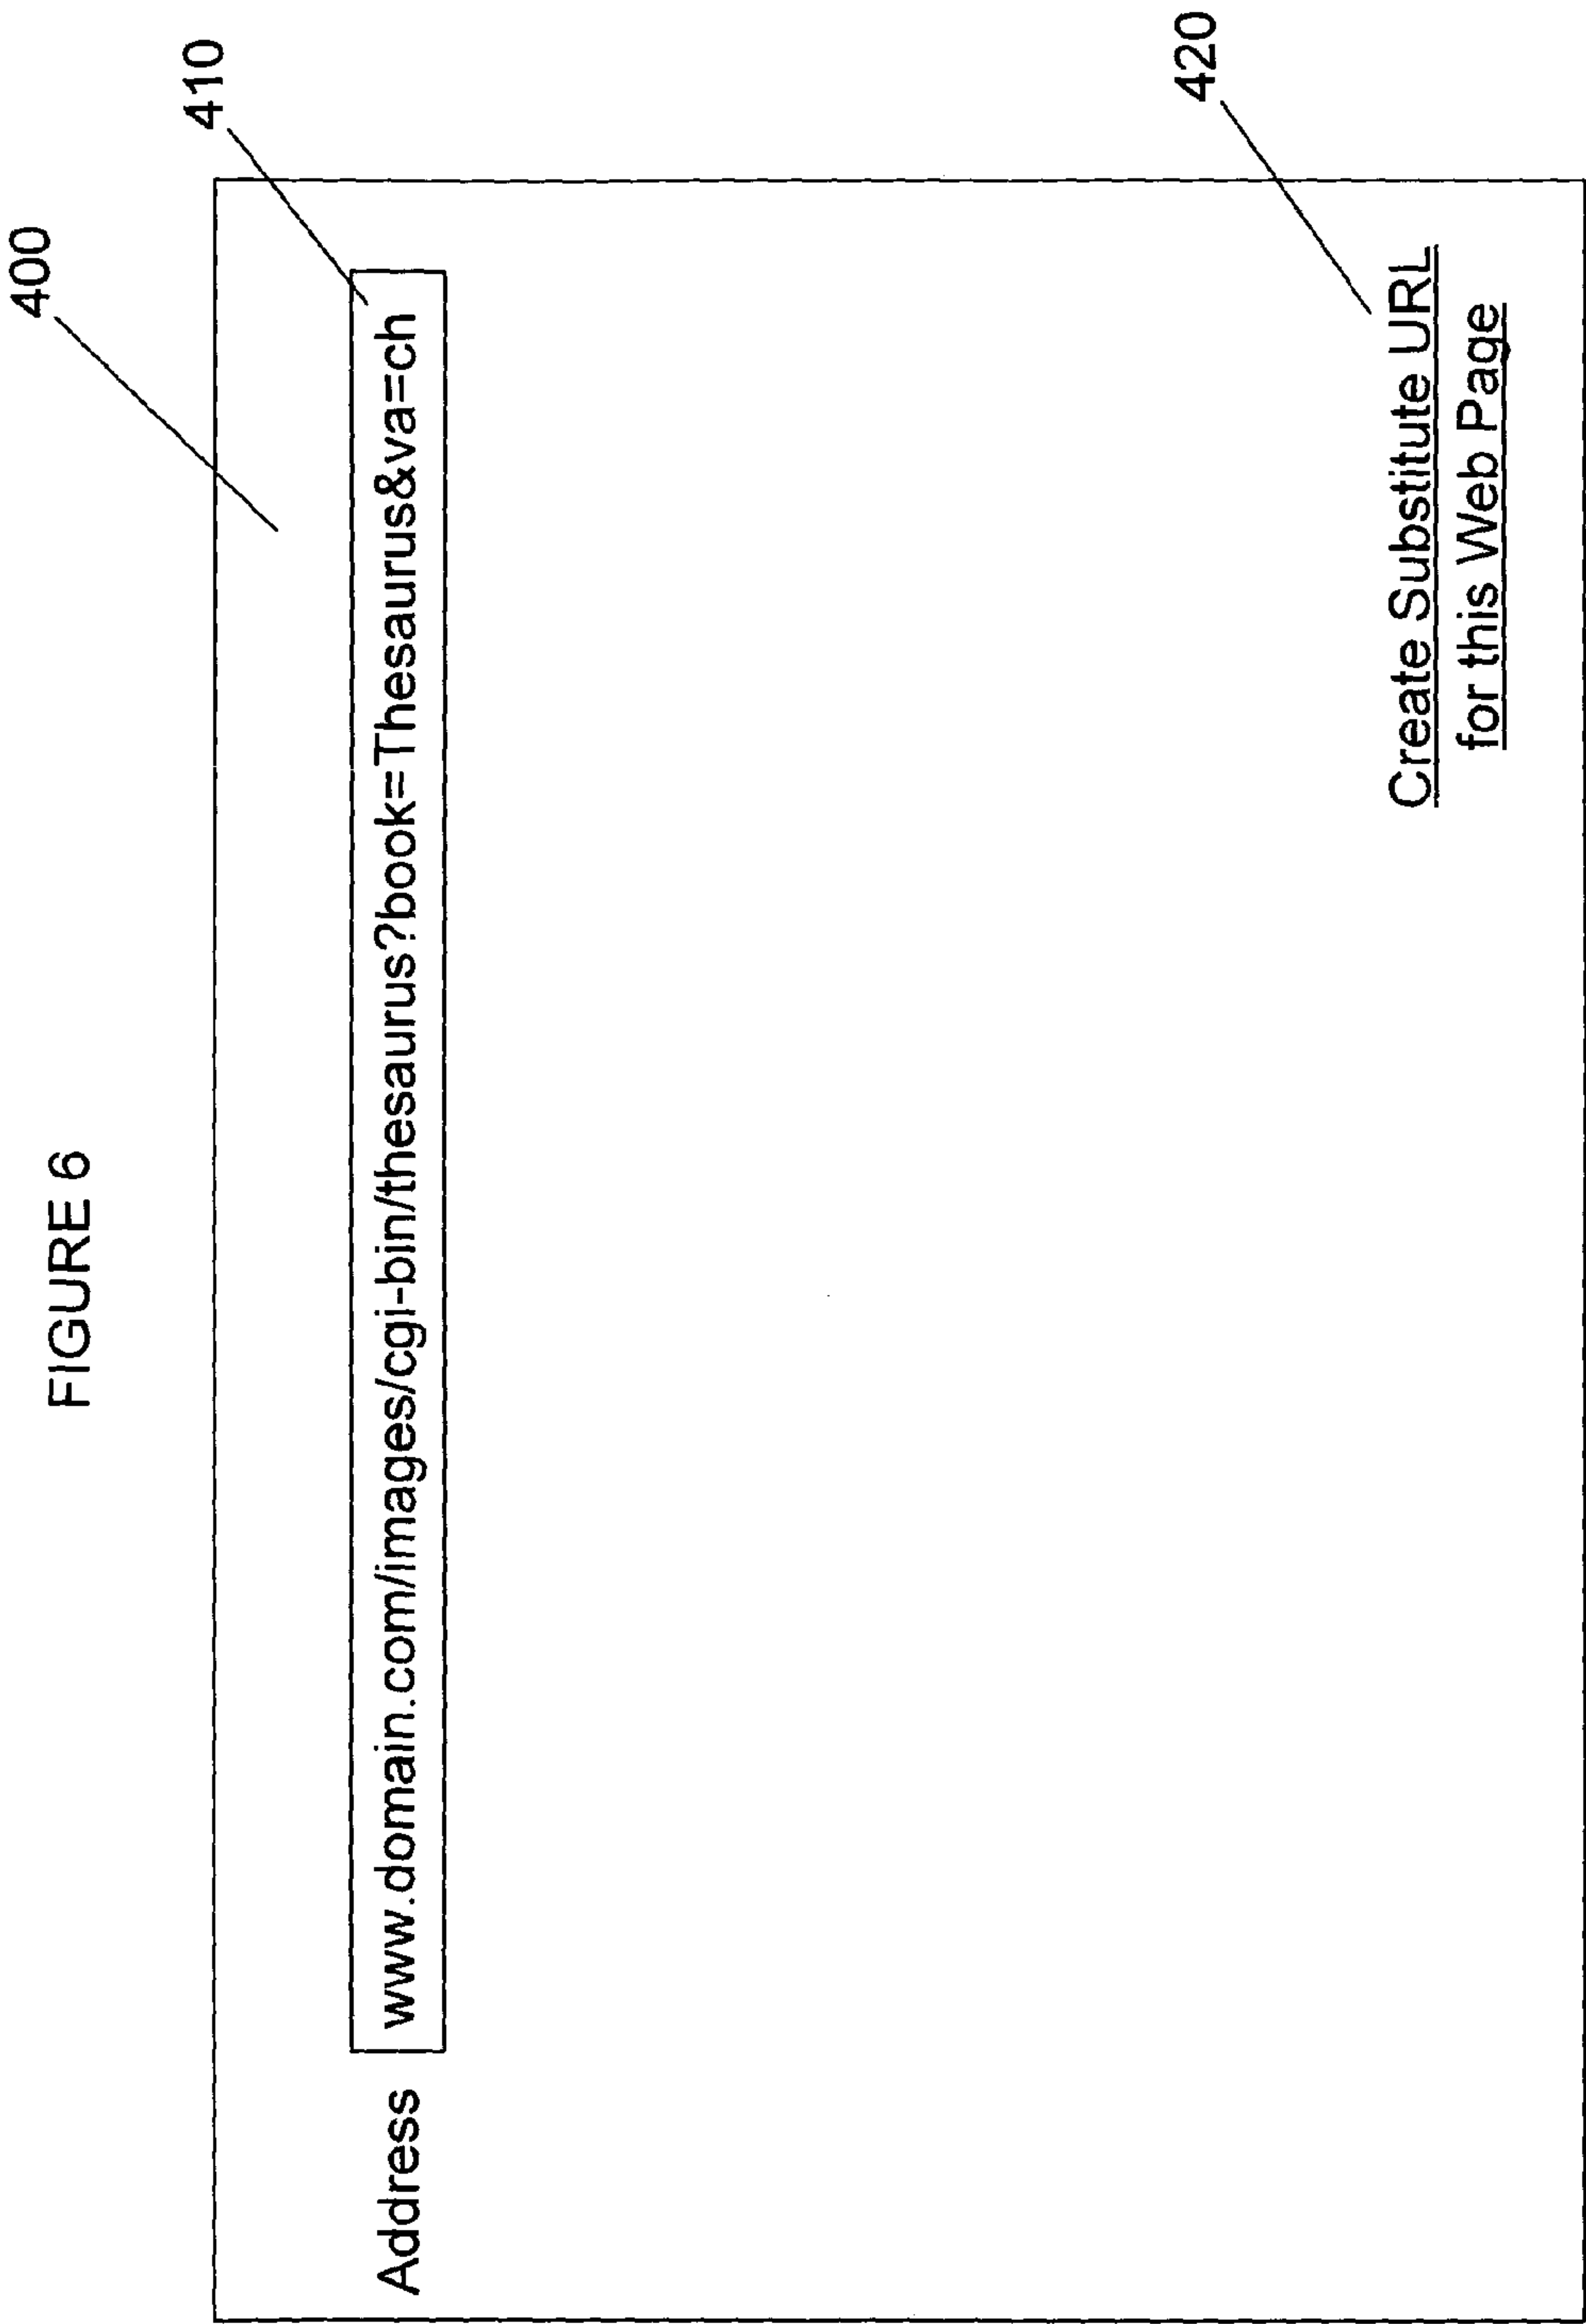 FIGURE 6
400
410
Address www.domain.com/images/cgi-bin/thesaurus?book=Thesaurus&va=ch
420
Create Substitute URL
for this Web Page